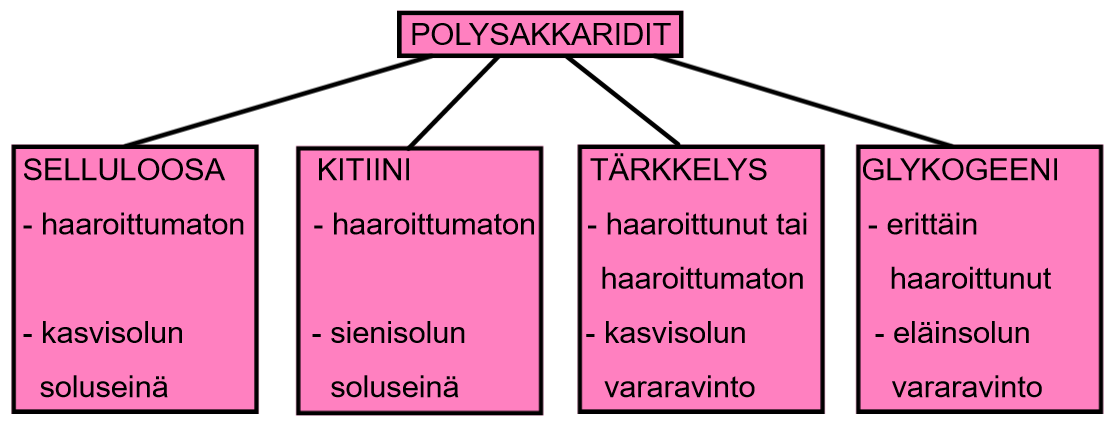 POLYSAKKARIDIT
SELLULOOSA
- haaroittumaton
- kasvisolun
soluseinä
KITIINI
- haaroittumaton
- sienisolun
soluseinä
TÄRKKELYS
- haaroittunut tai
haaroittumaton
- kasvisolun
vararavinto
GLYKOGEENI
- erittäin
haaroittunut
- eläinsolun
vararavinto